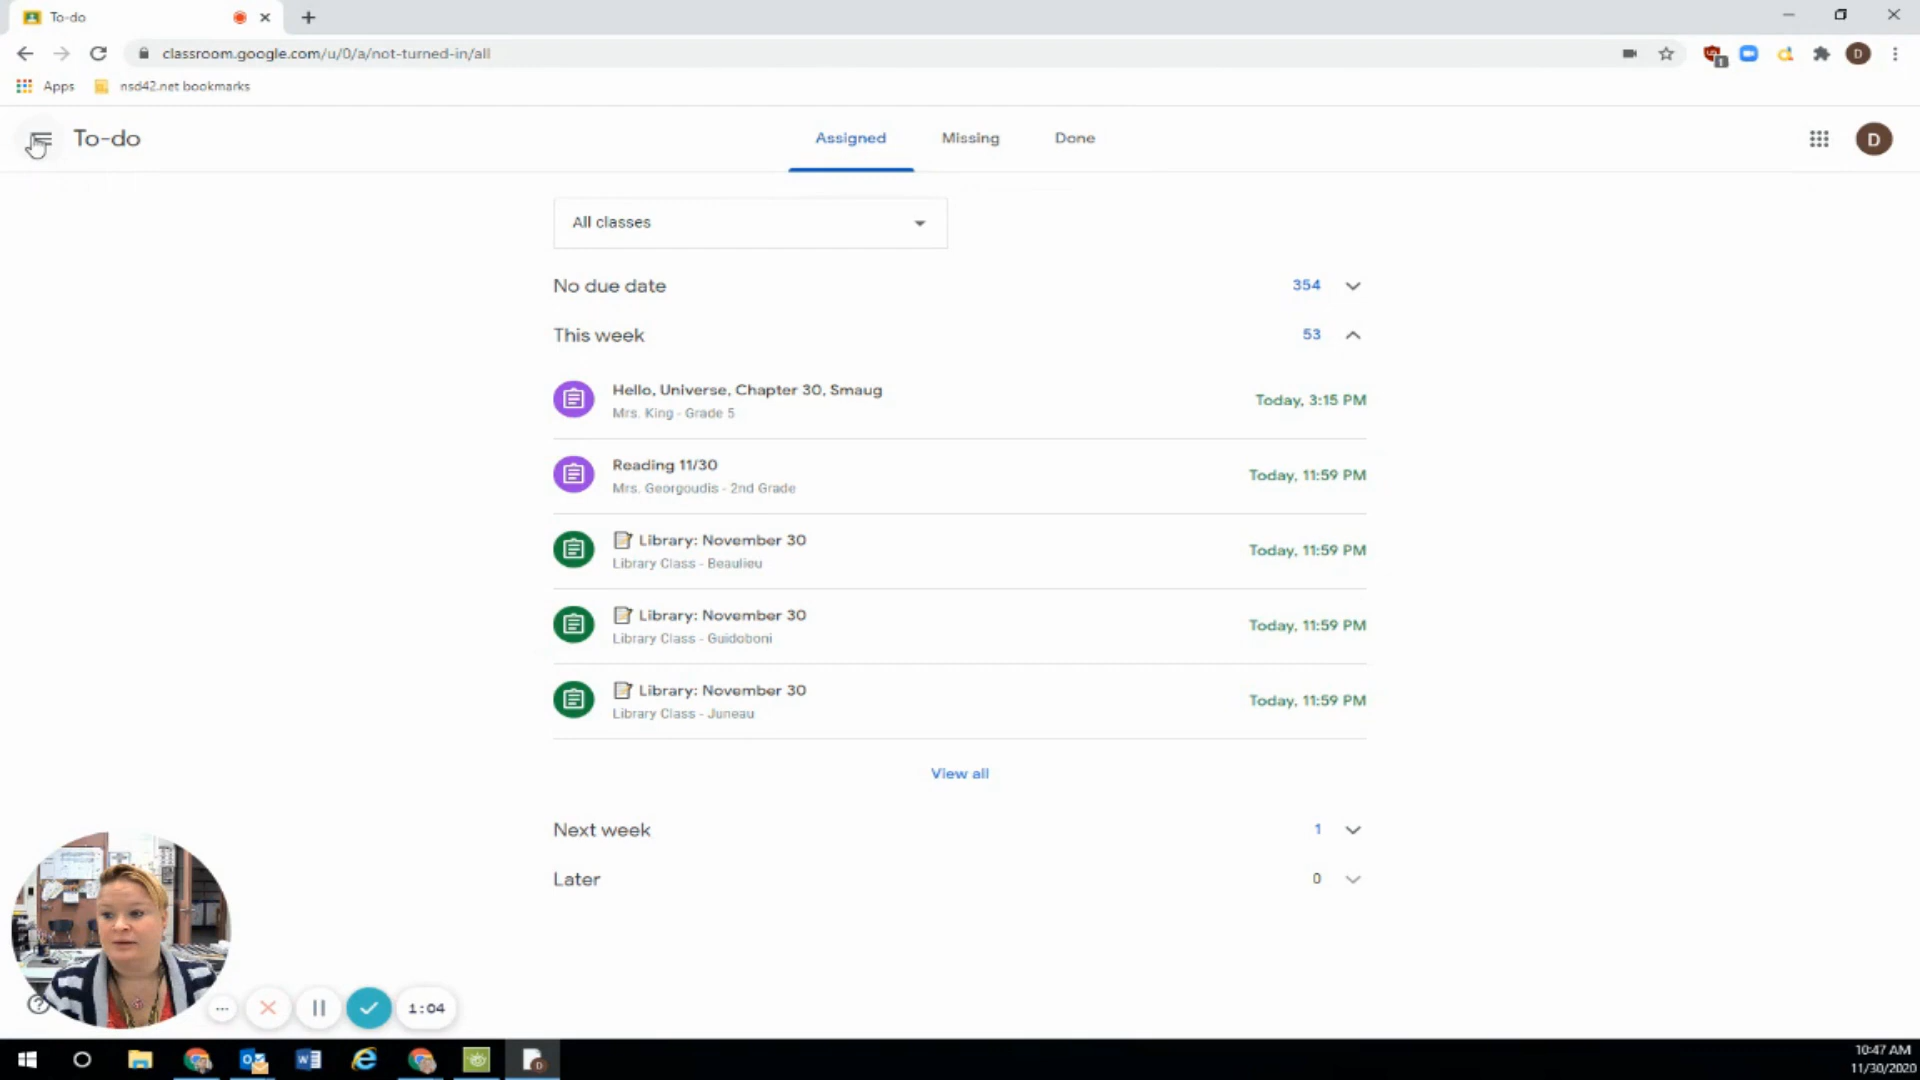 To-do
classroom.google.com/u/0/a/not-turned-in/all
D
Apps
nsd42.net bookmarks
To-do
Assigned
Missing
Done
D
All classes
No due date
354
This week
53
Hello, Universe, Chapter 30, Smaug
Mrs. King - Grade 5
Today, 3:15 PM
Reading 11/30
Mrs. Georgoudis - 2nd Grade
Today, 11:59 PM
Library: November 30
Library Class - Beaulieu
Today, 11:59 PM
Library: November 30
Library Class - Guidoboni
Today, 11:59 PM
Library: November 30
Library Class - Juneau
Today, 11:59 PM
View all
Next week
1
Later
0
1:04
10:47 AM
11/30/2020